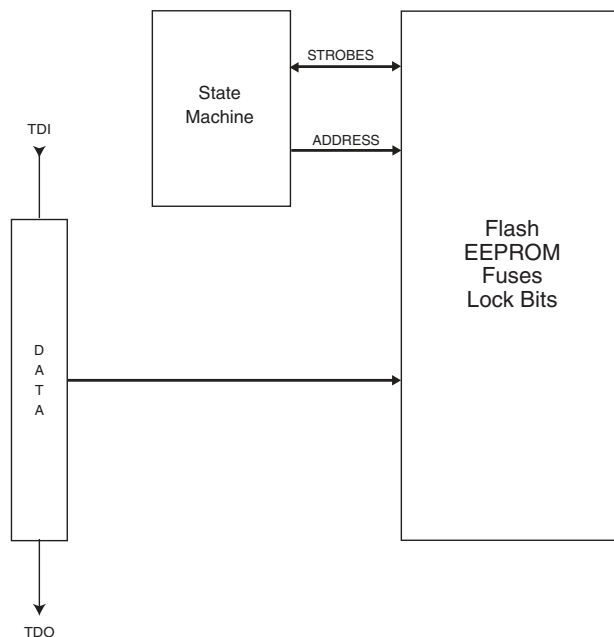 STROBES
State
Machine
ADDRESS
TDI
Flash
EEPROM
Fuses
Lock Bits
D
A
T
A
TDO